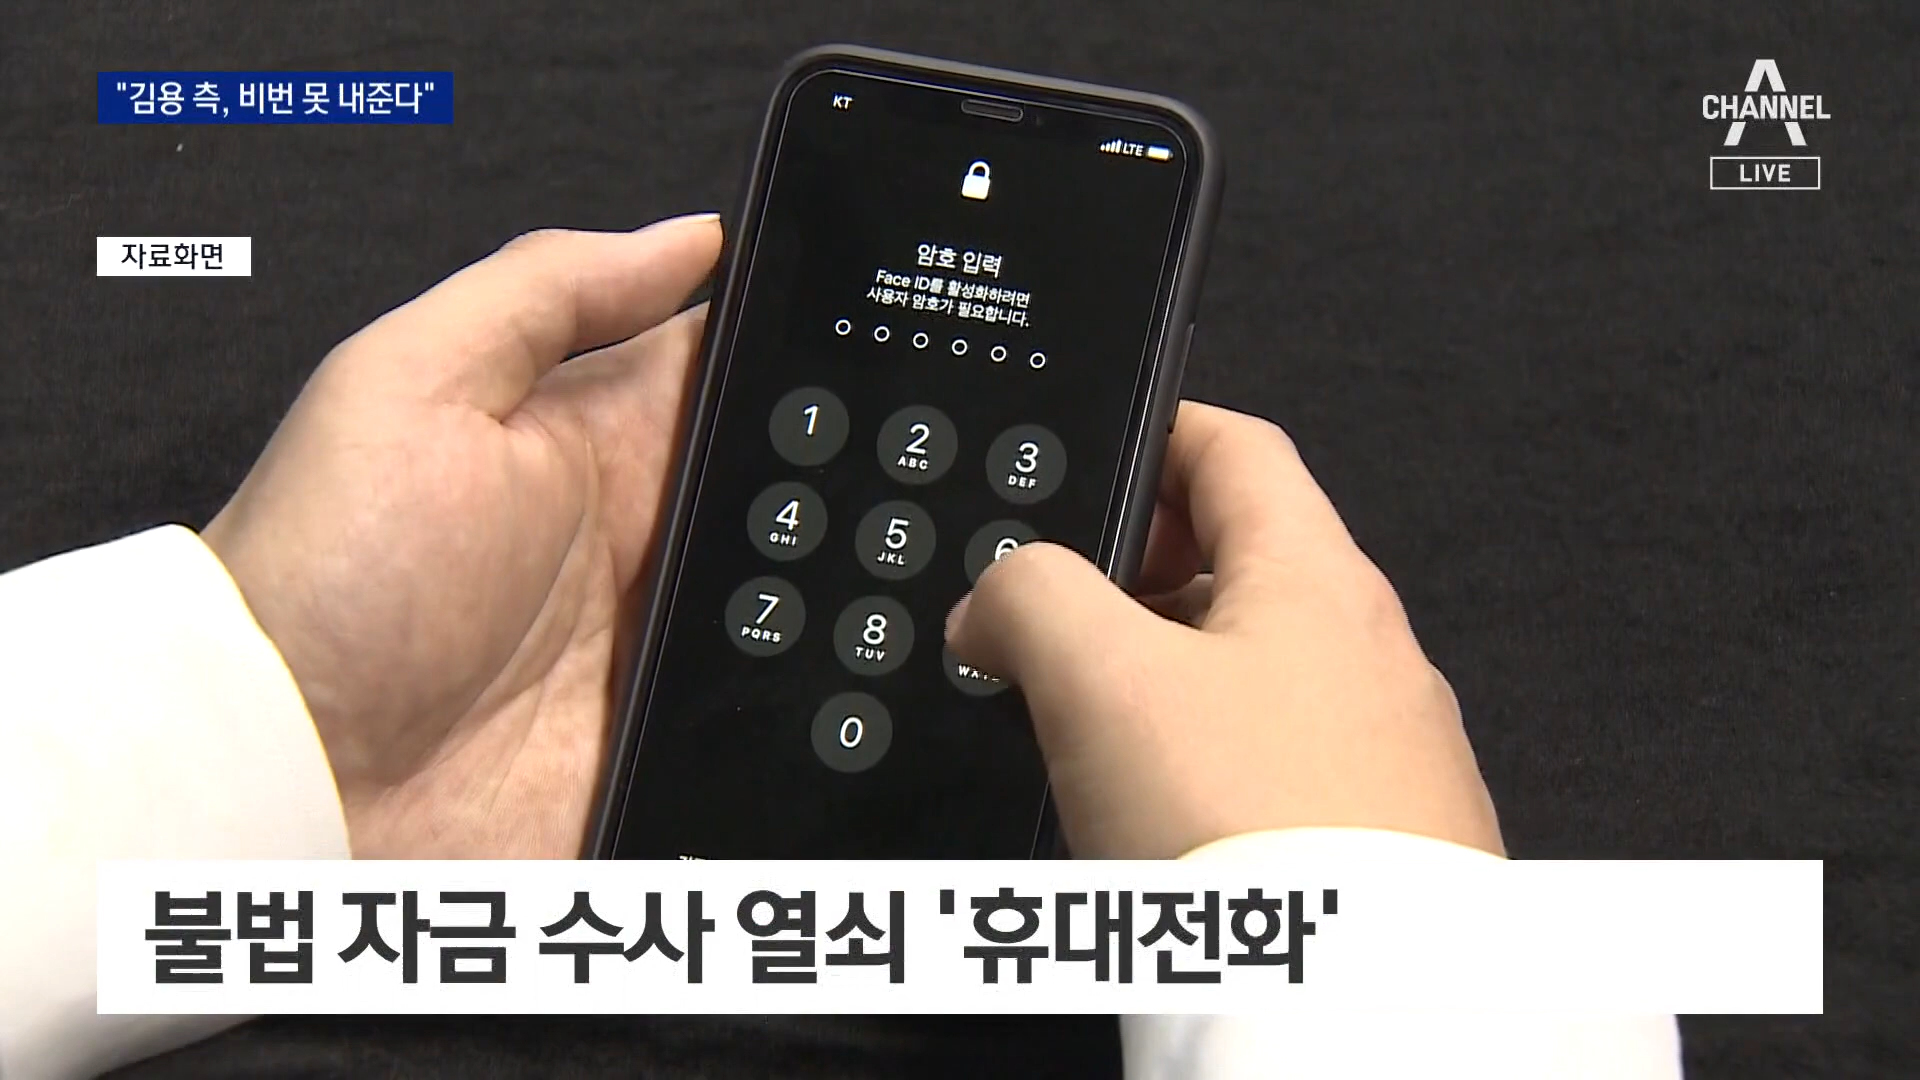 "김용 측, 비번 못 내준다"
CHANNEL A
LIVE
자료화면
KT
LTE
암호 입력
Face ID를 활성화하려면
사용자 암호가 필요합니다.
1
2
ABC
3
DEF
4
GHI
5
JKL
6
7
PQRS
8
TUV
0
불법 자금 수사 열쇠 '휴대전화'